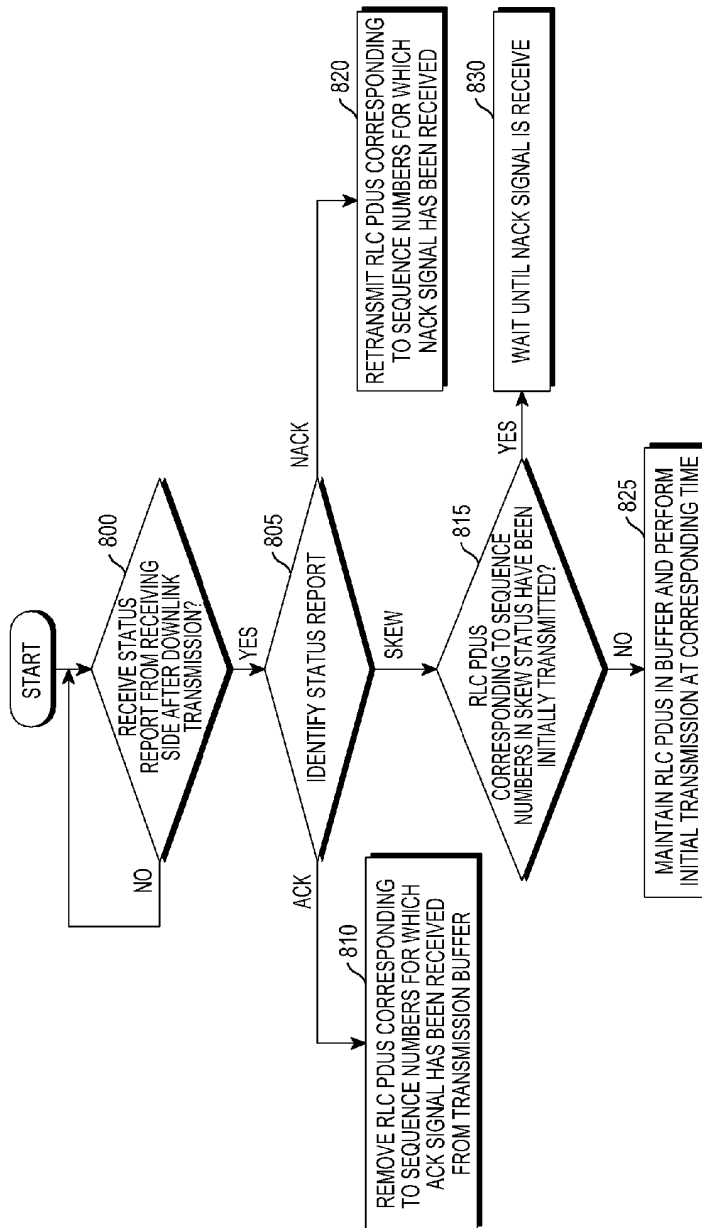 START
800
RECEIVE STATUS
REPORT FROM RECEIVING
SIDE AFTER DOWNLINK
TRANSMISSION?
NO
YES
805
IDENTIFY STATUS REPORT
ACK
NACK
SKEW
810
REMOVE RLC PDUS CORRESPONDING
TO SEQUENCE NUMBERS FOR WHICH
ACK SIGNAL HAS BEEN RECEIVED
FROM TRANSMISSION BUFFER
815
RLC PDUS
CORRESPONDING TO SEQUENCE
NUMBERS IN SKEW STATUS HAVE BEEN
INITIALLY TRANSMITTED?
820
RETRANSMIT RLC PDUS CORRESPONDING
TO SEQUENCE NUMBERS FOR WHICH
NACK SIGNAL HAS BEEN RECEIVED
YES
830
WAIT UNTIL NACK SIGNAL IS RECEIVE
NO
825
MAINTAIN RLC PDUS IN BUFFER AND PERFORM
INITIAL TRANSMISSION AT CORRESPONDING TIME